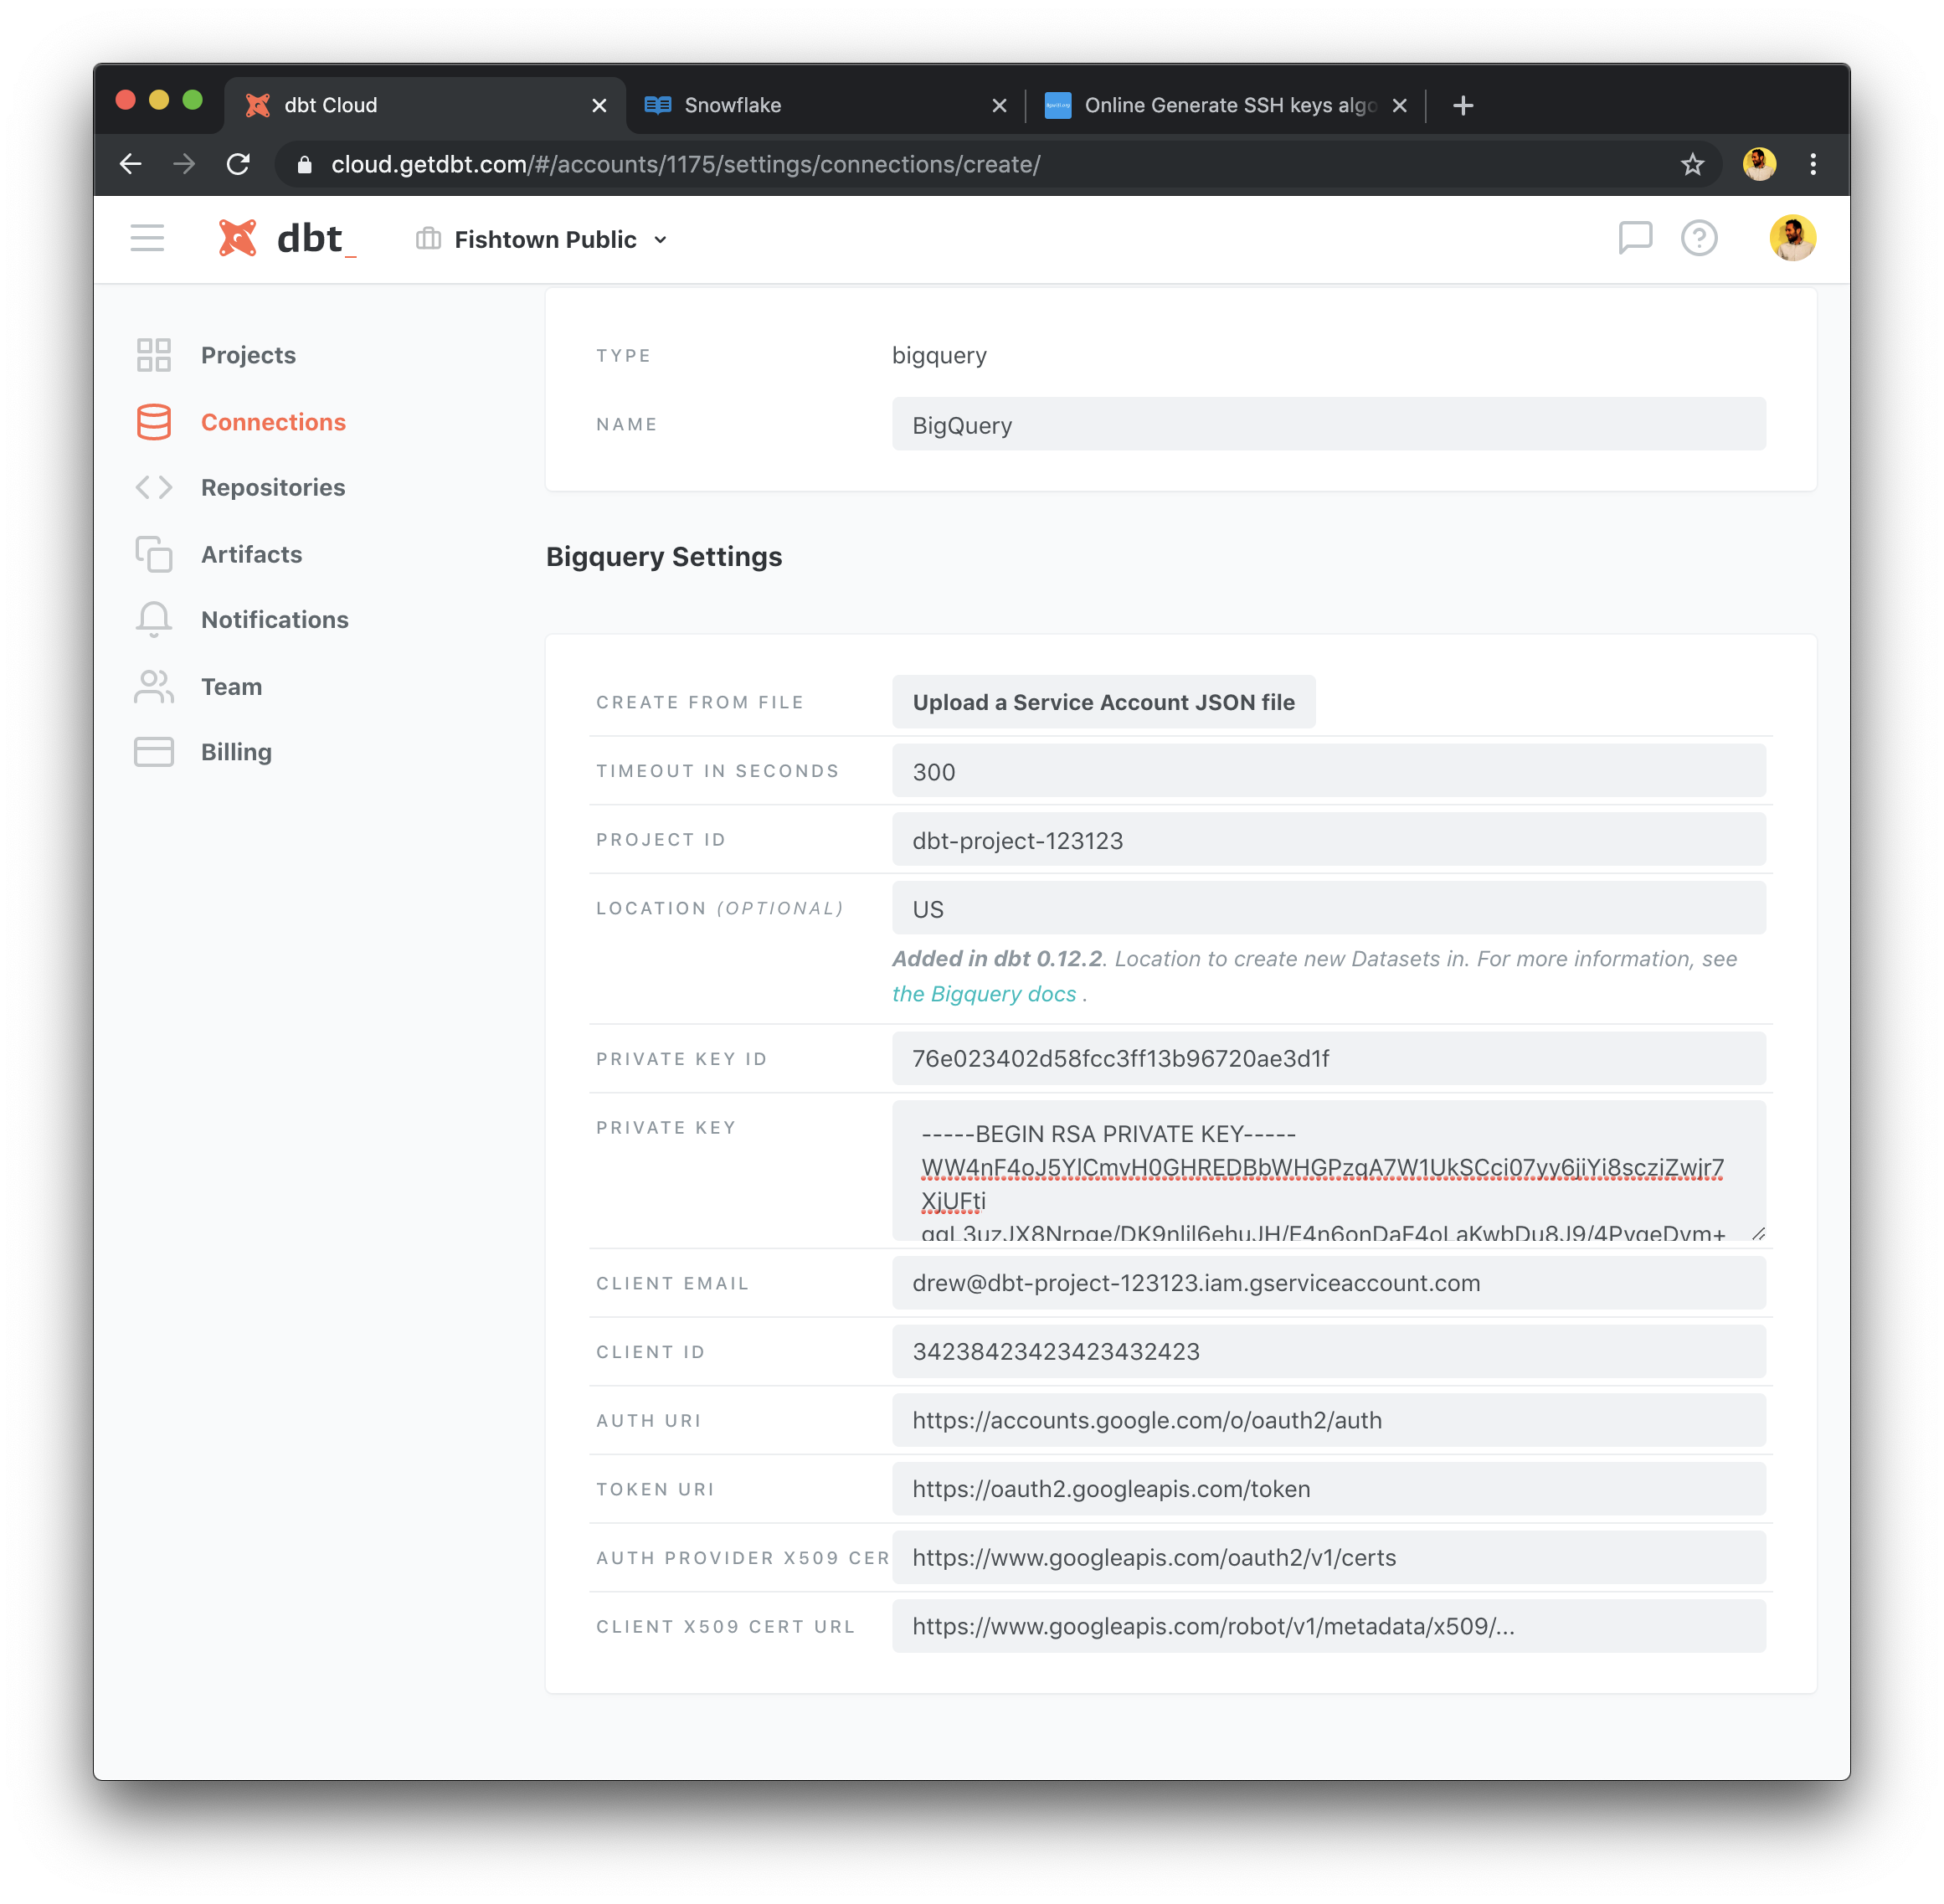 dbt Cloud
Snowflake
Online Generate SSH keys algo
cloud.getdbt.com/#/accounts/1175/settings/connections/create/
dbt_
Fishtown Public
Projects
Connections
Repositories
Artifacts
Notifications
Team
Billing
TYPE bigquery
NAME BigQuery
Bigquery Settings
CREATE FROM FILE Upload a Service Account JSON file
TIMEOUT IN SECONDS 300
PROJECT ID dbt-project-123123
LOCATION (OPTIONAL) US
Added in dbt 0.12.2. Location to create new Datasets in. For more information, see
the Bigquery docs .
PRIVATE KEY ID 76e023402d58fcc3ff13b96720ae3d1f
PRIVATE KEY -----BEGIN RSA PRIVATE KEY-----
WW4nF4oJ5YlCmvH0GHREDBbWHGPzqA7W1UkSCci07yy6jiYi8scziZwjr7
XjUFti
CLIENT EMAIL drew@dbt-project-123123.iam.gserviceaccount.com
CLIENT ID 34238423423423432423
AUTH URI https://accounts.google.com/o/oauth2/auth
TOKEN URI https://oauth2.googleapis.com/token
AUTH PROVIDER X509 CER https://www.googleapis.com/oauth2/v1/certs
CLIENT X509 CERT URL https://www.googleapis.com/robot/v1/metadata/x509/...